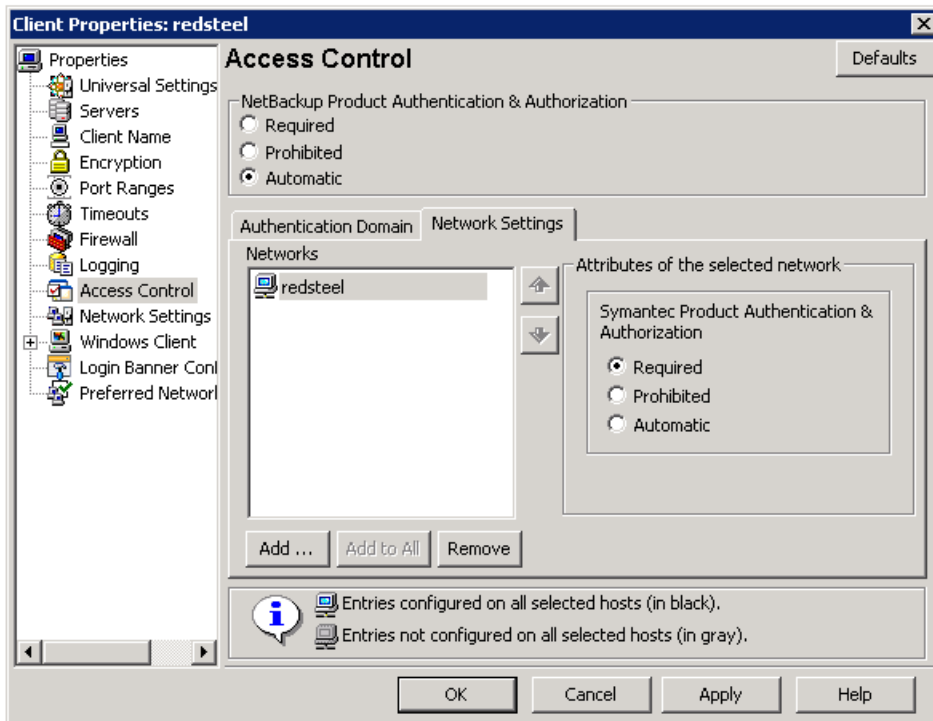 Client Properties: redsteel
Properties
Universal Settings
Servers
Client Name
Encryption
Port Ranges
Timeouts
Firewall
Logging
Access Control
Network Settings
Windows Client
Login Banner Conf
Preferred Networl
Access Control
Defaults
NetBackup Product Authentication & Authorization
Required
Prohibited
Automatic
Authentication Domain
Network Settings
Networks
redsteel
Attributes of the selected network
Symantec Product Authentication &
Authorization
Required
Prohibited
Automatic
Add ...
Add to All
Remove
Entries configured on all selected hosts (in black).
Entries not configured on all selected hosts (in gray).
OK
Cancel
Apply
Help